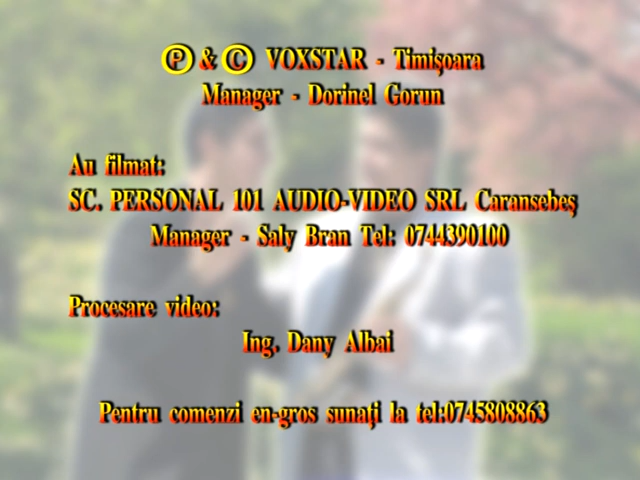 ℗ & © VOXSTAR - Timişoara
Manager - Dorinel Gorun
Au filmat:
SC. PERSONAL 101 AUDIO-VIDEO SRL Caransebeş
Manager - Saly Bran Tel: 0744390100
Procesare video:
Ing. Dany Albai
Pentru comenzi en-gros sunaţi la tel:0745808863